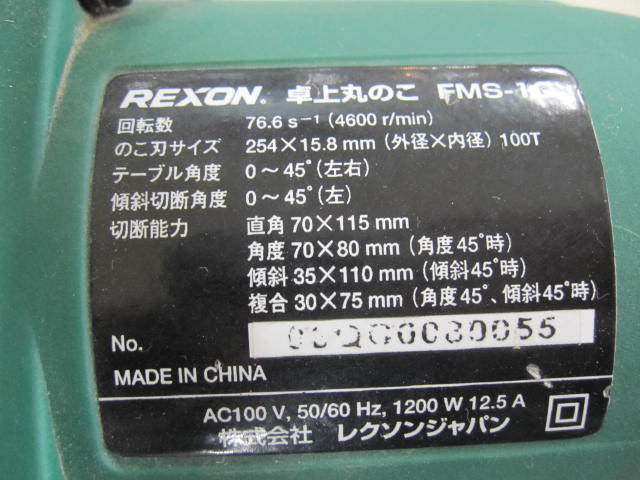 REXON® 卓上丸のこ
回転数 76.6 s⁻¹ (4600 r/min)
のこ刃サイズ 254×15.8 mm (外径×内径) 100T
テーブル角度 0～45° (左右)
傾斜切断角度 0～45° (左)
切断能力 直角 70×115 mm
角度 70×80 mm (角度45°時)
傾斜 35×110 mm (傾斜45°時)
複合 30×75 mm (角度45°、傾斜45°時)
No.
MADE IN CHINA
AC100 V, 50/60 Hz, 1200 W 12.5 A
株式会社 レクソンジャパン